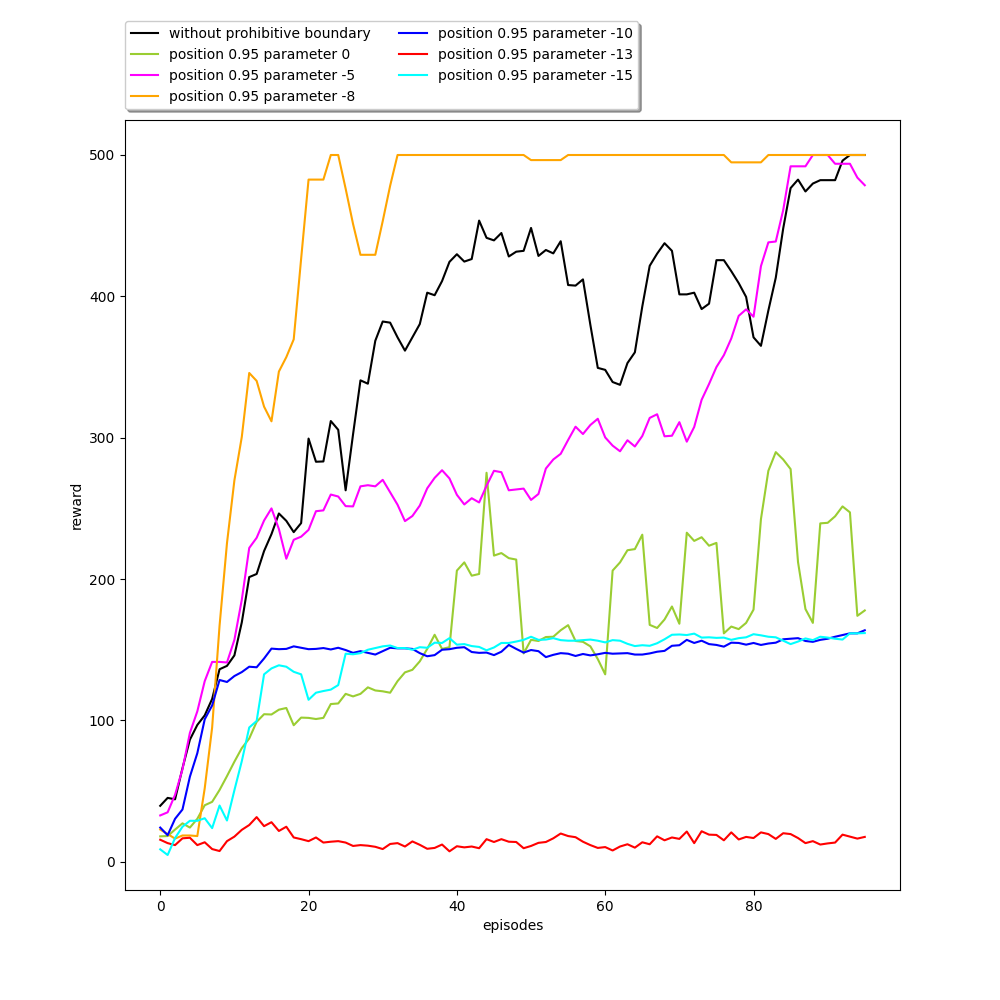 without prohibitive boundary
position 0.95 parameter 0
position 0.95 parameter -5
position 0.95 parameter -8
position 0.95 parameter -10
position 0.95 parameter -13
position 0.95 parameter -15
500
400
300
200
100
0
reward
0 20 40 60 80
episodes